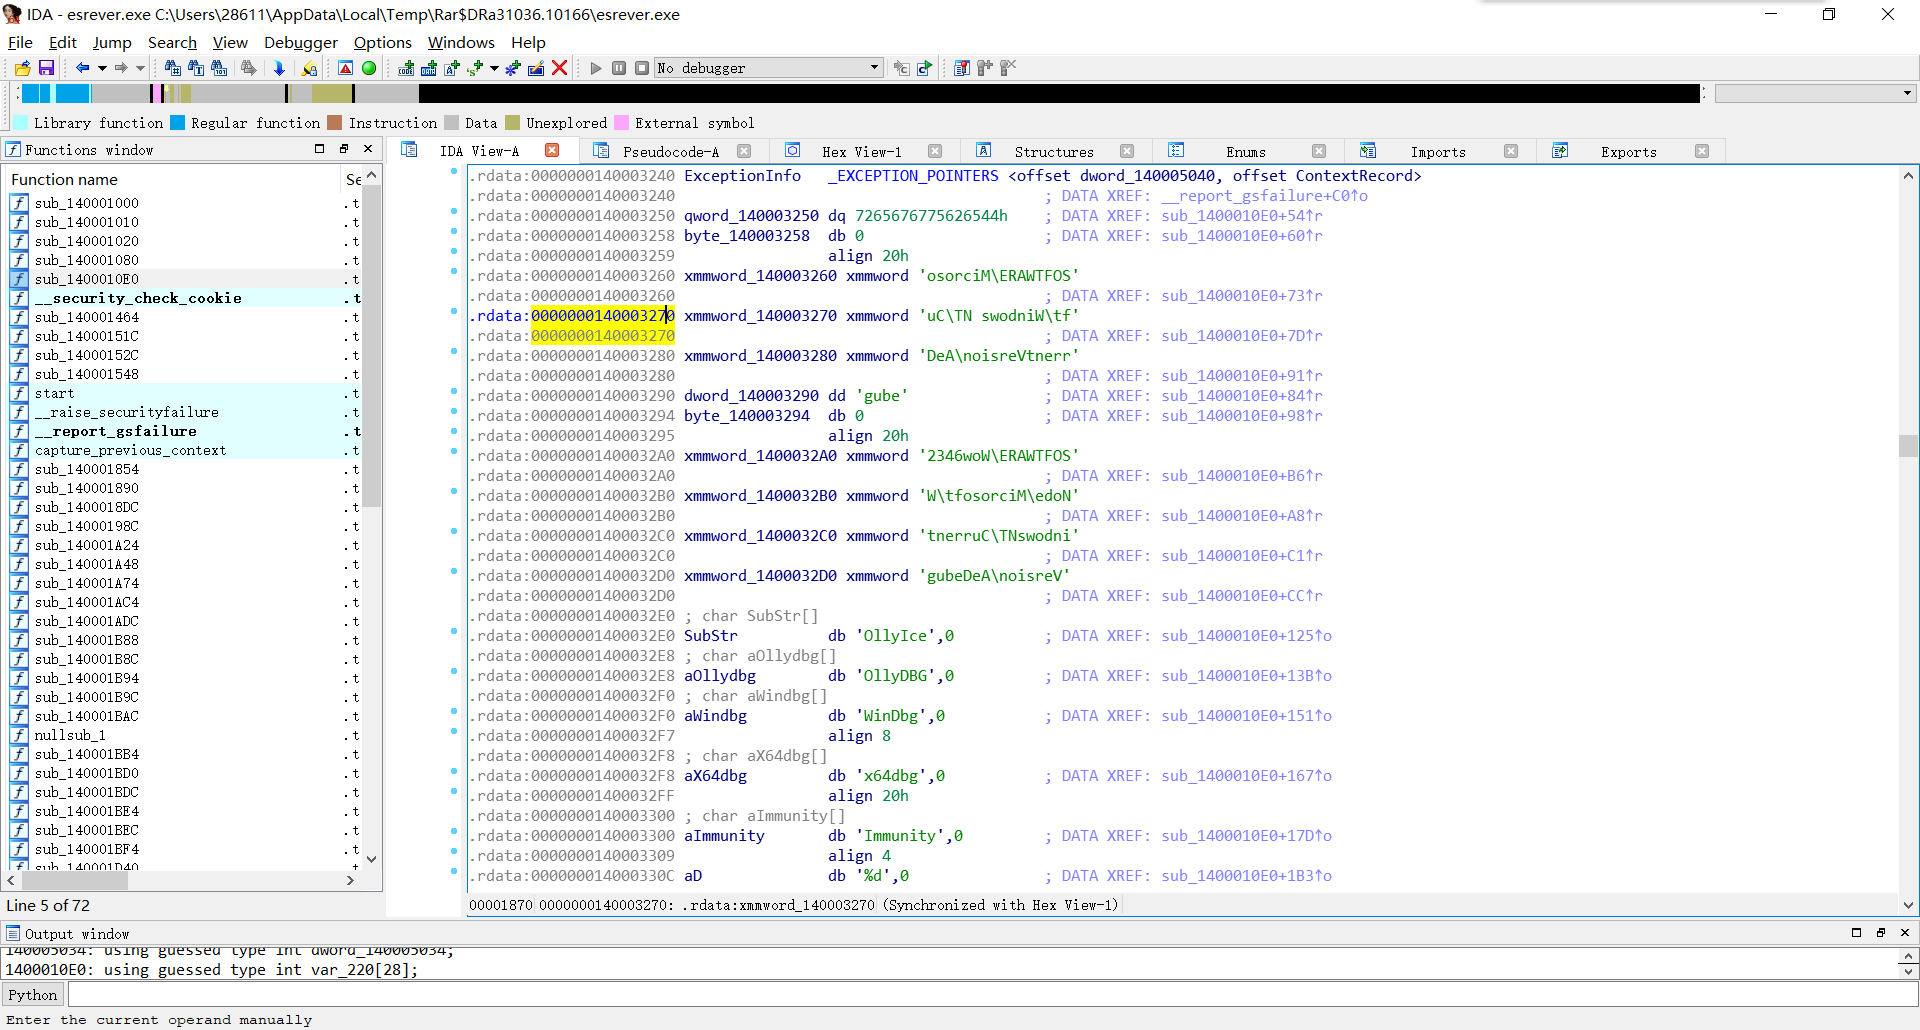 IDA - esrever.exe C:\Users\28611\AppData\Local\Temp\Rar$DRa31036.10166\esrever.exe
File Edit Jump Search View Debugger Options Windows Help
No debugger
Library function Regular function Instruction Data Unexplored External symbol
Functions window
IDA View-A Pseudocode-A Hex View-1 Structures Enums Imports Exports
Function name Se
sub_140001000 .t
sub_140001010 .t
sub_140001020 .t
sub_140001080 .t
sub_1400010E0 .t
__security_check_cookie .t
sub_140001464 .t
sub_14000151C .t
sub_14000152C .t
sub_140001548 .t
start .t
__raise_securityfailure .t
__report_gsfailure .t
capture_previous_context .t
sub_140001854 .t
sub_140001890 .t
sub_1400018DC .t
sub_14000198C .t
sub_140001A24 .t
sub_140001A48 .t
sub_140001A74 .t
sub_140001AC4 .t
sub_140001ADC .t
sub_140001B88 .t
sub_140001B8C .t
sub_140001B94 .t
sub_140001B9C .t
sub_140001BAC .t
nullsub_1 .t
sub_140001BB4 .t
sub_140001BD0 .t
sub_140001BDC .t
sub_140001BE4 .t
sub_140001BEC .t
sub_140001BF4 .t
sub_140001D40 .t
Line 5 of 72
.rdata:0000000140003240 ExceptionInfo _EXCEPTION_POINTERS <offset dword_140005040, offset ContextRecord>
.rdata:0000000140003240 ; DATA XREF: __report_gsfailure+C0↑o
.rdata:0000000140003250 qword_140003250 dq 7265676775626544h ; DATA XREF: sub_1400010E0+54↑r
.rdata:0000000140003258 byte_140003258 db 0 ; DATA XREF: sub_1400010E0+60↑r
.rdata:0000000140003259 align 20h
.rdata:0000000140003260 xmmword_140003260 xmmword 'osorciM\ERAWTFOS'
.rdata:0000000140003260 ; DATA XREF: sub_1400010E0+73↑r
.rdata:0000000140003270 xmmword_140003270 xmmword 'uC\TN swodniW\tf'
.rdata:0000000140003270 ; DATA XREF: sub_1400010E0+7D↑r
.rdata:0000000140003280 xmmword_140003280 xmmword 'DeA\noisreVtnerr'
.rdata:0000000140003280 ; DATA XREF: sub_1400010E0+91↑r
.rdata:0000000140003290 dword_140003290 dd 'gube' ; DATA XREF: sub_1400010E0+84↑r
.rdata:0000000140003294 byte_140003294 db 0 ; DATA XREF: sub_1400010E0+98↑r
.rdata:0000000140003295 align 20h
.rdata:00000001400032A0 xmmword_1400032A0 xmmword '2346woW\ERAWTFOS'
.rdata:00000001400032A0 ; DATA XREF: sub_1400010E0+B6↑r
.rdata:00000001400032B0 xmmword_1400032B0 xmmword 'W\tfosorciM\edoN'
.rdata:00000001400032B0 ; DATA XREF: sub_1400010E0+A8↑r
.rdata:00000001400032C0 xmmword_1400032C0 xmmword 'tnerruC\TNswodni'
.rdata:00000001400032C0 ; DATA XREF: sub_1400010E0+C1↑r
.rdata:00000001400032D0 xmmword_1400032D0 xmmword 'gubeDeA\noisreV'
.rdata:00000001400032D0 ; DATA XREF: sub_1400010E0+CC↑r
.rdata:00000001400032E0 ; char SubStr[]
.rdata:00000001400032E0 SubStr db 'OllyIce',0 ; DATA XREF: sub_1400010E0+125↑o
.rdata:00000001400032E8 ; char aOllydbg[]
.rdata:00000001400032E8 aOllydbg db 'OllyDBG',0 ; DATA XREF: sub_1400010E0+13B↑o
.rdata:00000001400032F0 ; char aWindbg[]
.rdata:00000001400032F0 aWindbg db 'WinDbg',0 ; DATA XREF: sub_1400010E0+151↑o
.rdata:00000001400032F7 align 8
.rdata:00000001400032F8 ; char aX64dbg[]
.rdata:00000001400032F8 aX64dbg db 'x64dbg',0 ; DATA XREF: sub_1400010E0+167↑o
.rdata:00000001400032FF align 20h
.rdata:0000000140003300 ; char aImmunity[]
.rdata:0000000140003300 aImmunity db 'Immunity',0 ; DATA XREF: sub_1400010E0+17D↑o
.rdata:0000000140003309 align 4
.rdata:000000014000330C aD db '%d',0 ; DATA XREF: sub_1400010E0+1B3↑o
00001870 0000000140003270: .rdata:xmmword_140003270 (Synchronized with Hex View-1)
Output window
140005034: using guessed type int dword_140005034;
1400010E0: using guessed type int var_220[28];
Python
Enter the current operand manually